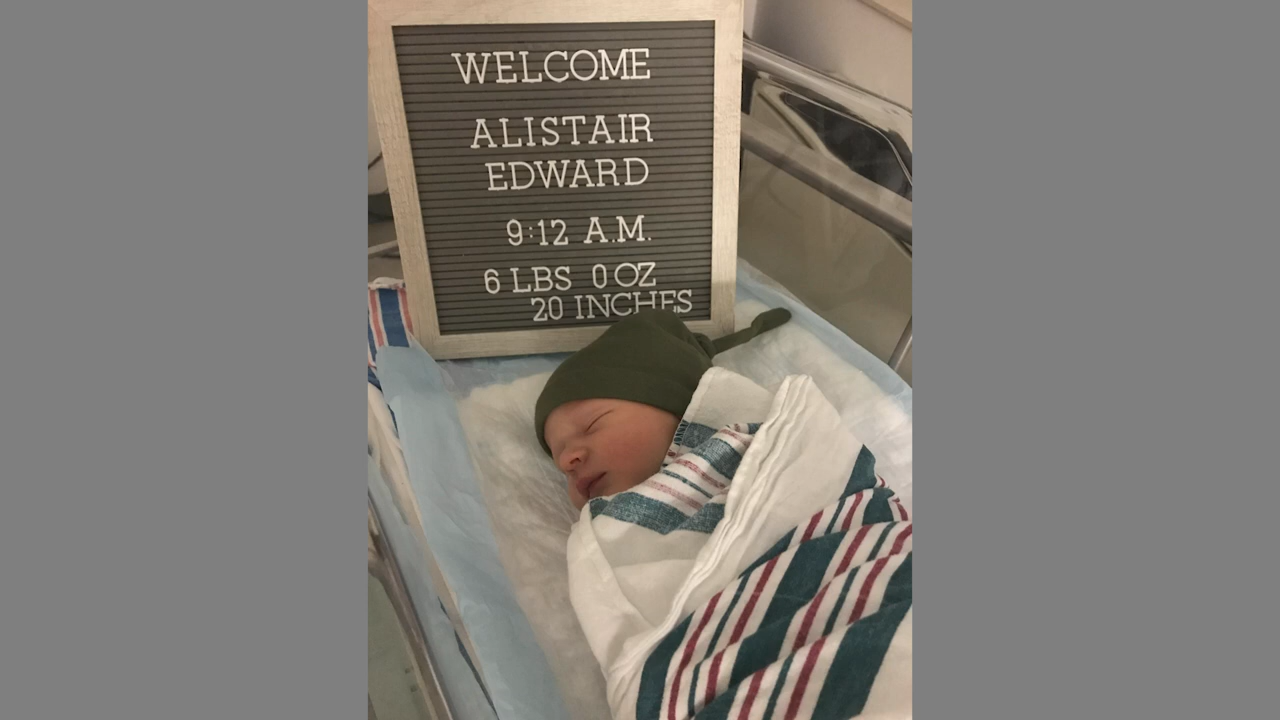 WELCOME
ALISTAIR
EDWARD
9:12 A.M.
6 LBS 0 OZ
20 INCHES